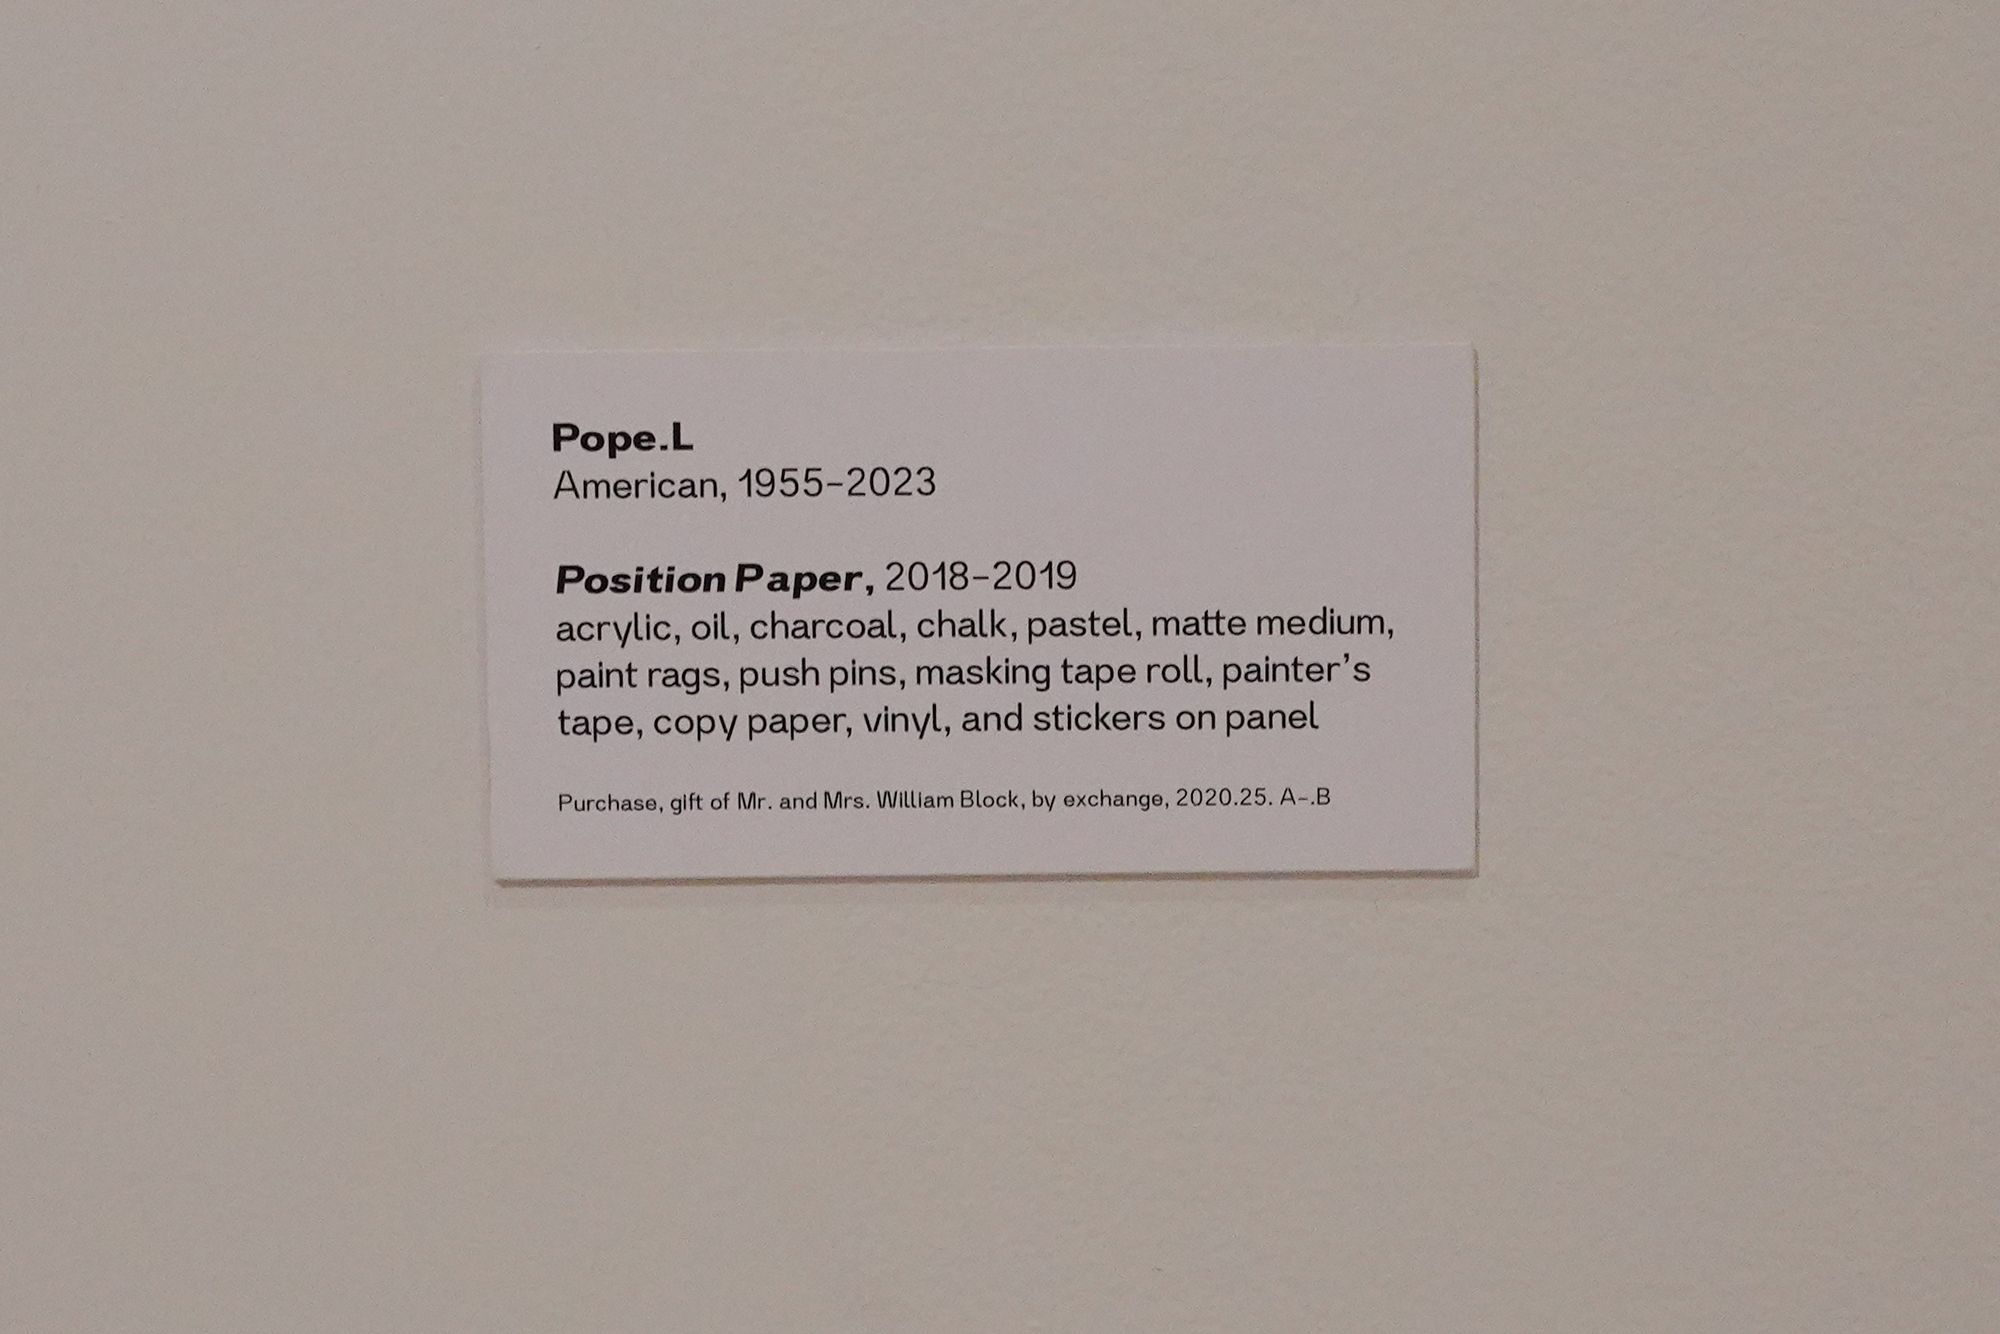 Pope.L
American, 1955–2023
Position Paper, 2018–2019
acrylic, oil, charcoal, chalk, pastel, matte medium,
paint rags, push pins, masking tape roll, painter’s
tape, copy paper, vinyl, and stickers on panel
Purchase, gift of Mr. and Mrs. William Block, by exchange, 2020.25. A–.B